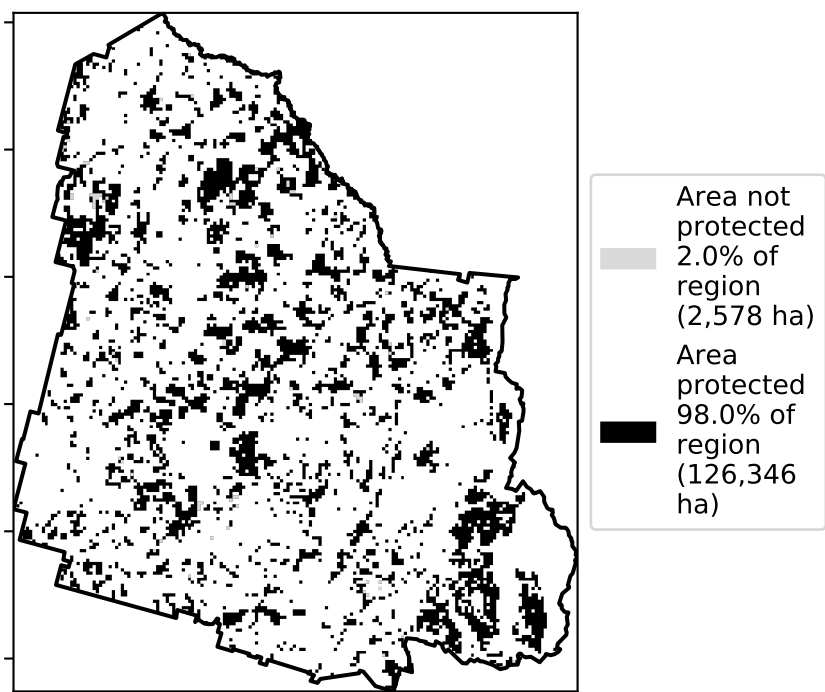 Area not
protected
2.0% of
region
(2,578 ha)
Area
protected
98.0% of
region
(126,346
ha)